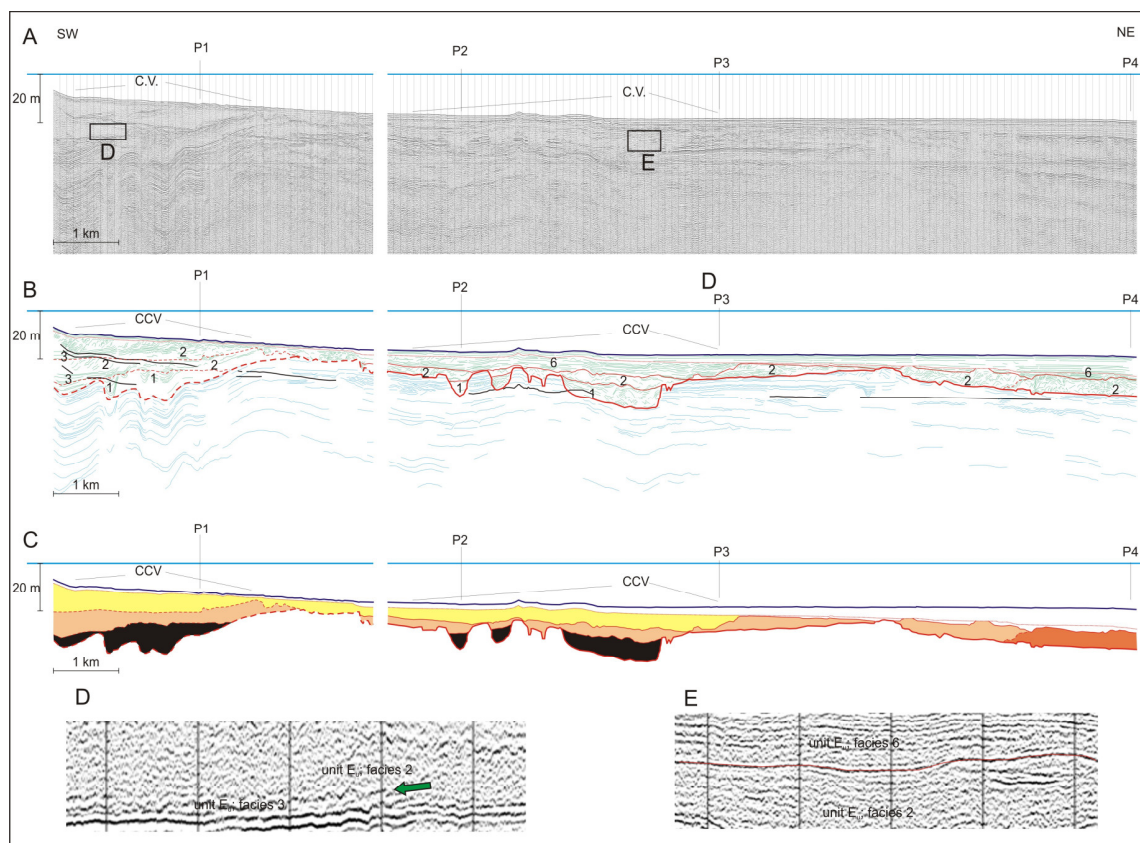 A
SW
P1
P2
P3
NE
P4
C.V.
C.V.
20 m
D
E
1 km
D
B
P1
P2
P3
P4
CCV
CCV
20 m
3
2
2
2
3
1
1
2
1
6
2
1
2
2
6
2
1 km
C
P1
P2
P3
P4
CCV
CCV
20 m
1 km
D
unit E
; facies 2
unit E
; facies 3
E
unit E
; facies 6
unit E
; facies 2